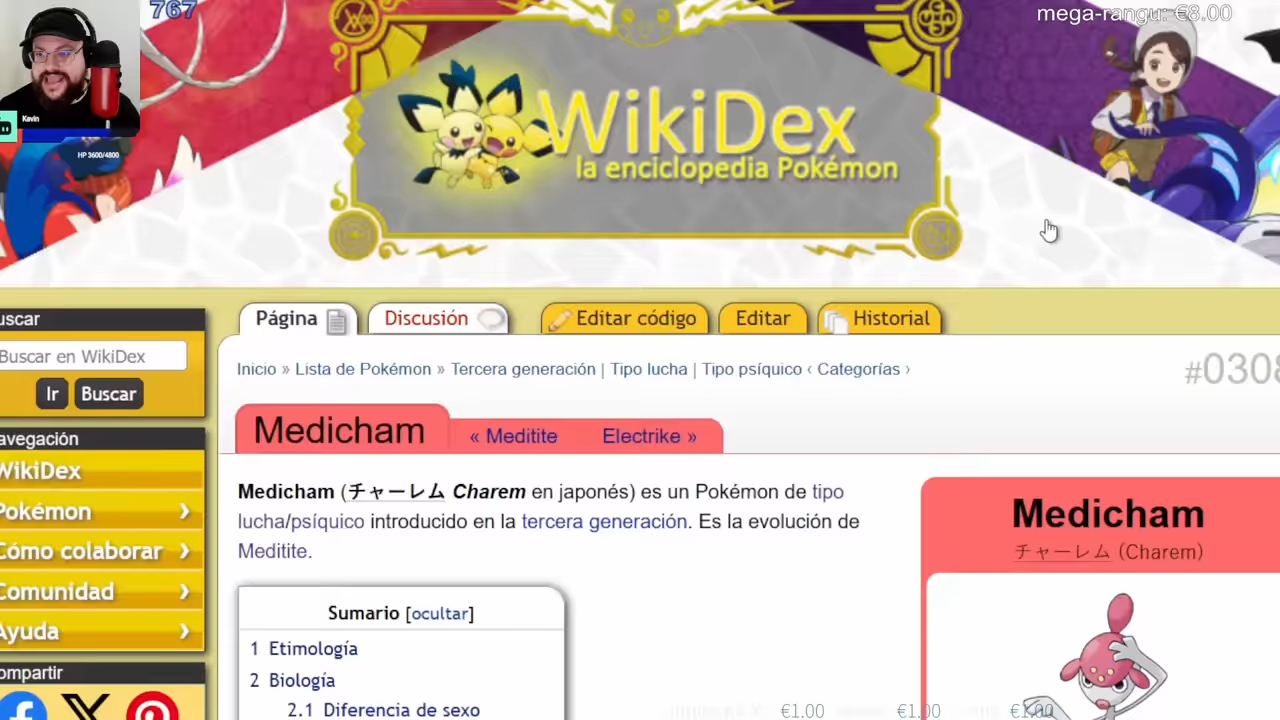 767
mega-rangu: €8.00
Kevin
HP 3600/4800
WikiDex
la enciclopedia Pokémon
uscar
Buscar en WikiDex
Ir
Buscar
Página
Discusión
Editar código
Editar
Historial
Inicio » Lista de Pokémon » Tercera generación | Tipo lucha | Tipo psíquico ‹ Categorías ›
#0308
avegación
WikiDex
Pokémon
Cómo colaborar
Comunidad
Ayuda
ompartir
Medicham
« Meditite
Electrike »
Medicham (チャーレム Charem en japonés) es un Pokémon de tipo
lucha/psíquico introducido en la tercera generación. Es la evolución de
Meditite.
Sumario [ocultar]
1 Etimología
2 Biología
2.1 Diferencia de sexo
Medicham
チャーレム (Charem)
€1.00
€1.00
€1.00